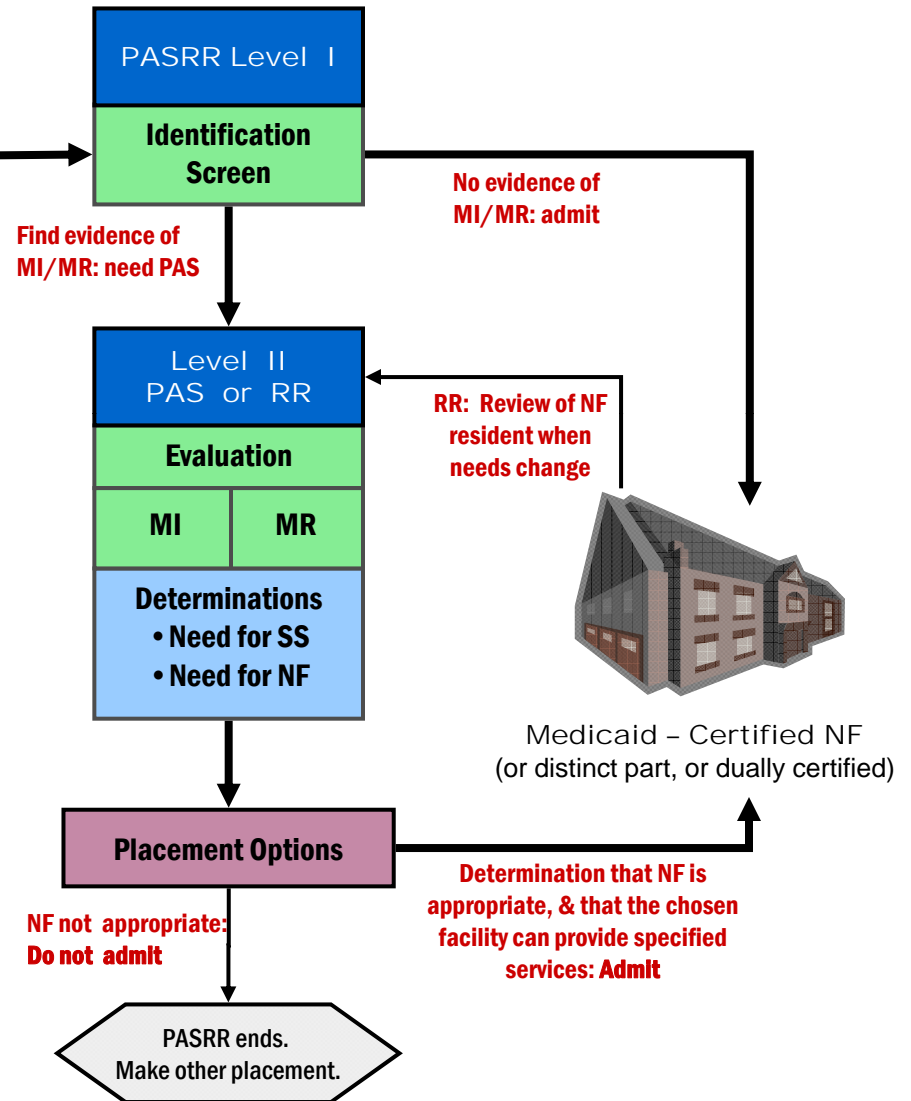 PASRR Level I
Identification
Screen
No evidence of
MI/MR: admit
Find evidence of
MI/MR: need PAS
Level II
PAS or RR
RR: Review of NF
resident when
needs change
Evaluation
MI
MR
Determinations
• Need for SS
• Need for NF
Medicaid – Certified NF
(or distinct part, or dually certified)
Placement Options
Determination that NF is
appropriate, & that the chosen
facility can provide specified
services: Admit
NF not appropriate:
Do not admit
PASRR ends.
Make other placement.